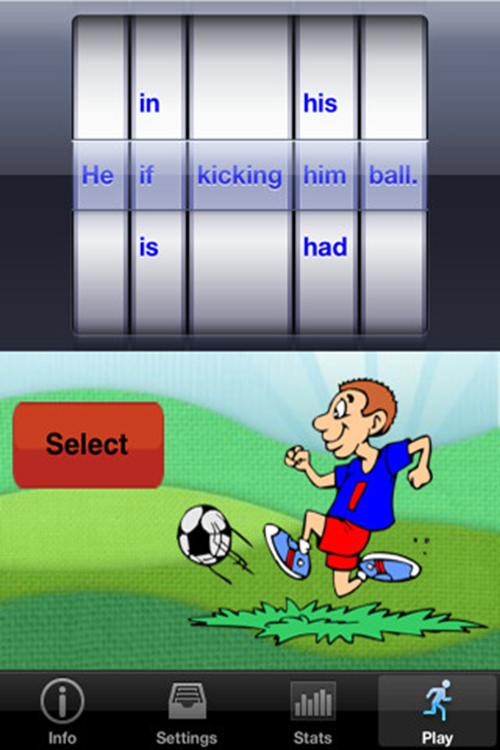 in his
He if kicking him ball.
is had
Select
Info Settings Stats Play